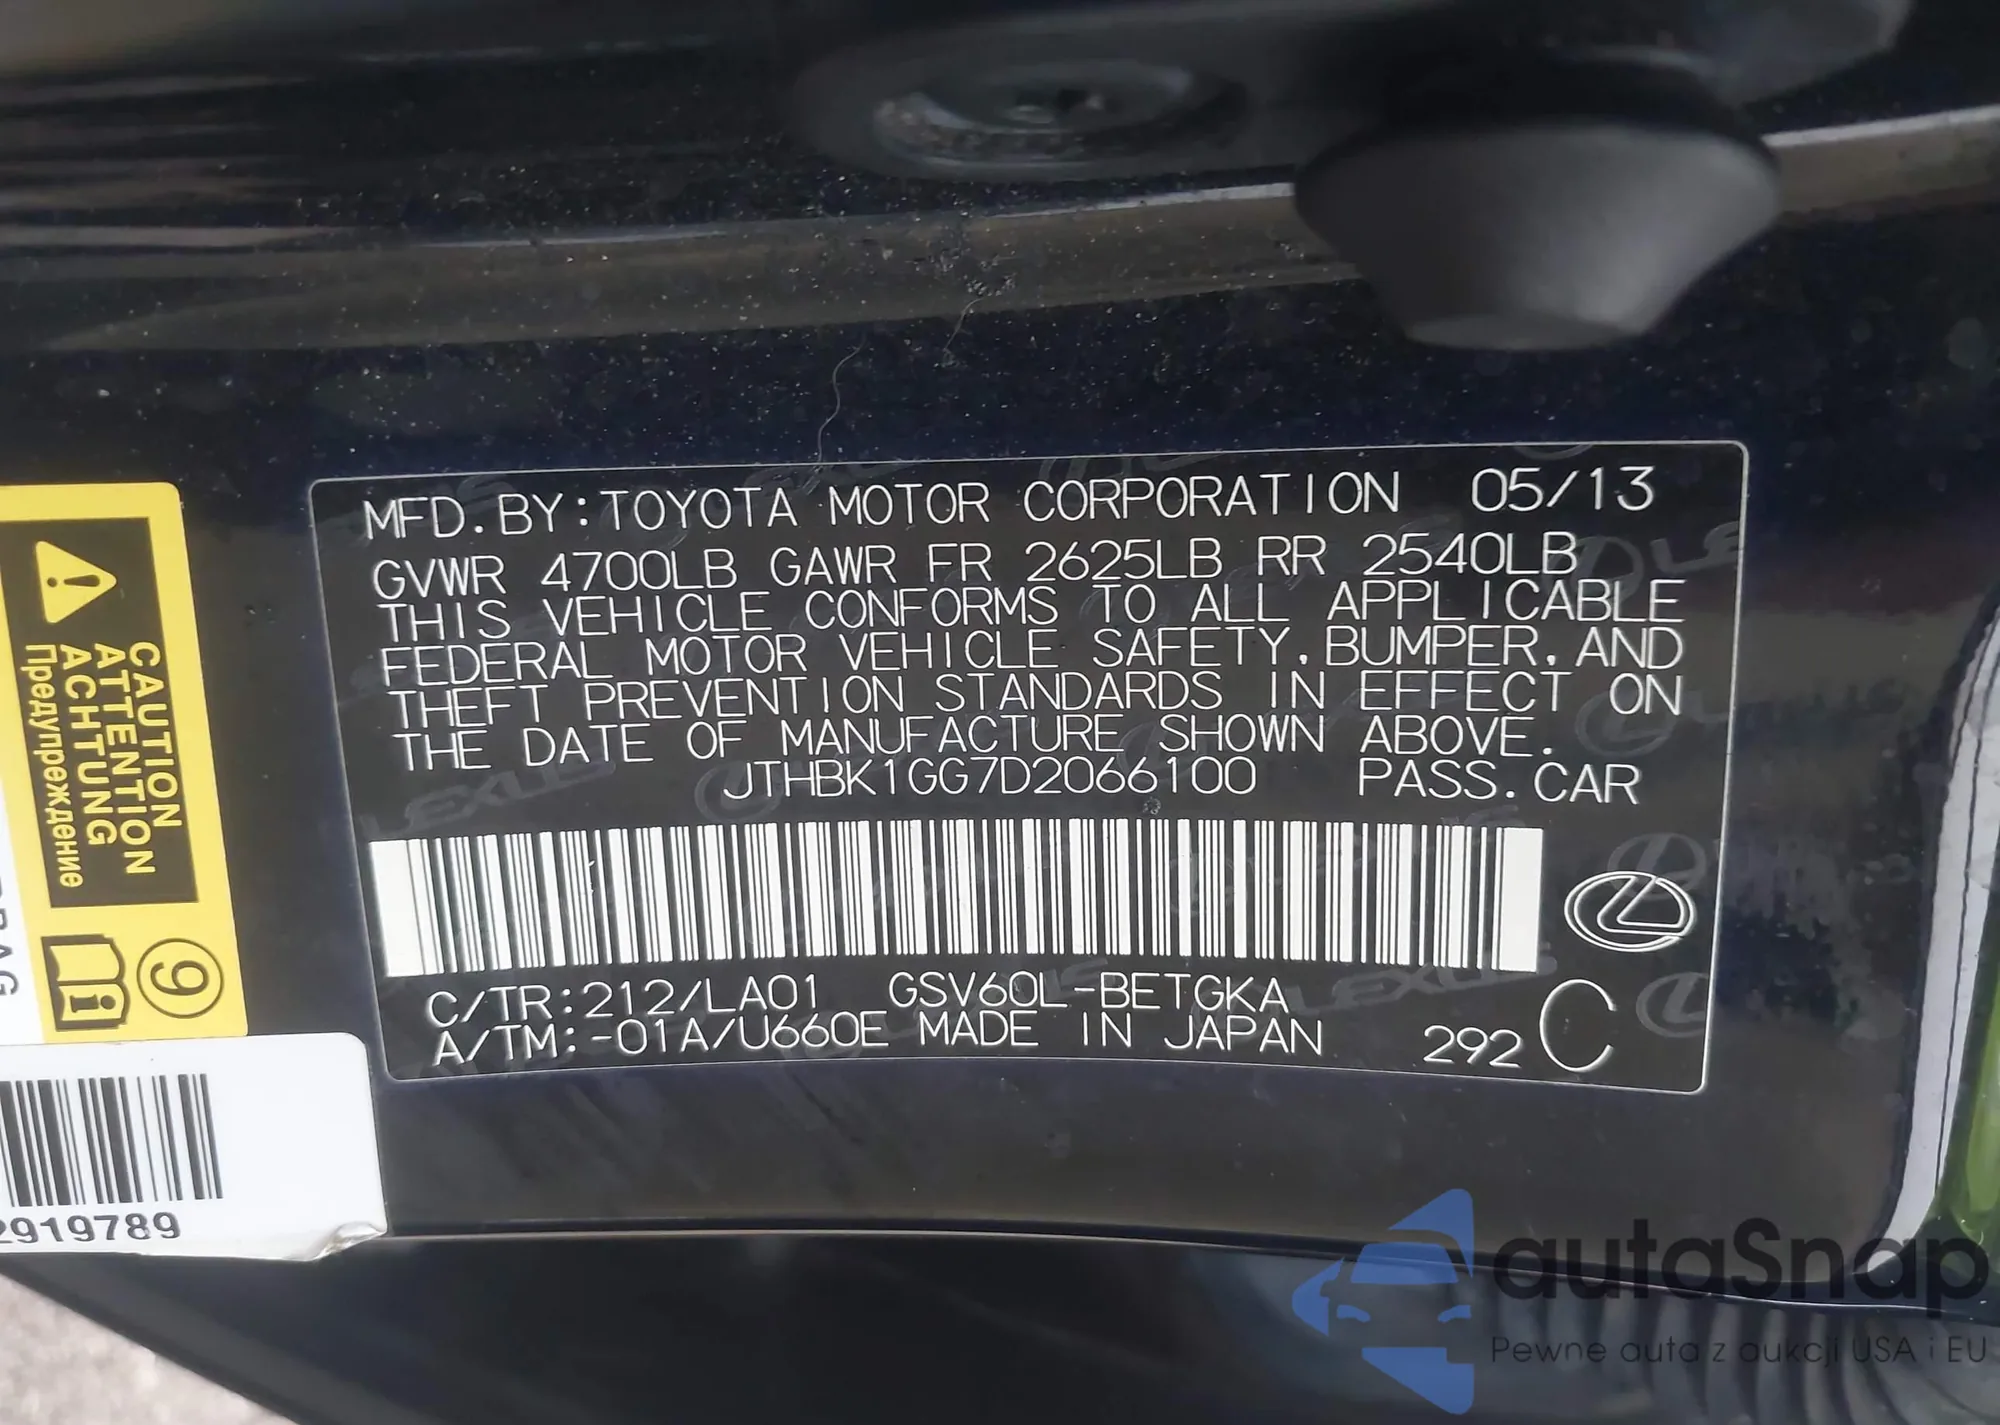 MFD. BY: TOYOTA MOTOR CORPORATION 05/13
GVWR 4700LB GAWR FR 2625LB RR 2540LB
THIS VEHICLE CONFORMS TO ALL APPLICABLE
FEDERAL MOTOR VEHICLE SAFETY, BUMPER, AND
THEFT PREVENTION STANDARDS IN EFFECT ON
THE DATE OF MANUFACTURE SHOWN ABOVE.
JTHBK1GG7D2066100 PASS. CAR
C/TR: 212/LA01 GSV60L-BETGKA
A/TM: -01A/U660E MADE IN JAPAN 292 C
CAUTION
ATTENTION
ACHTUNG
Предупреждение
9
2919789
autaSnap
Pewne auta z aukcji USA i EU